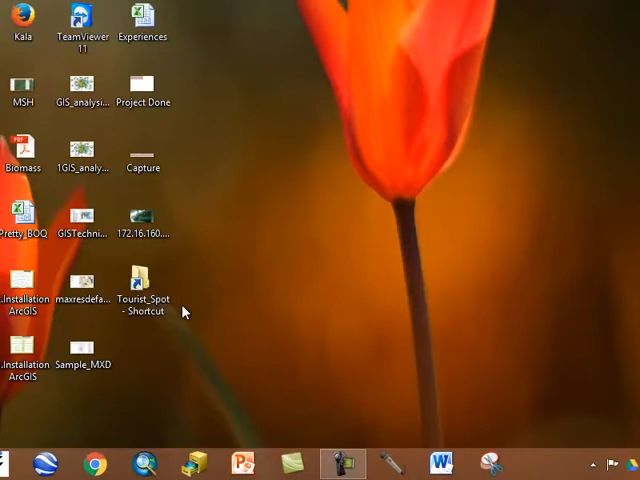 Kala
TeamViewer
11
Experiences
MSH
GIS_analysi...
Project Done
PDF
Biomass
1GIS_analy...
Capture
Pretty_BOQ
GISTechni...
172.16.160....
.Installation
ArcGIS
maxresdefa...
Tourist_Spot
- Shortcut
.Installation
ArcGIS
Sample_MXD